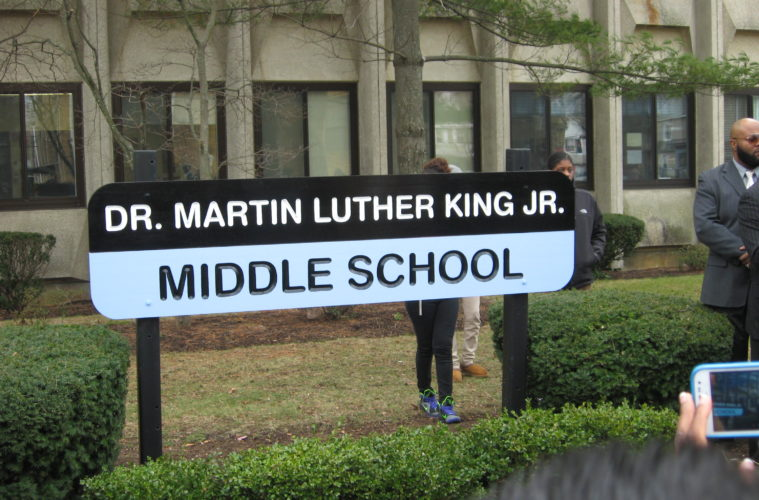 DR. MARTIN LUTHER KING JR.
MIDDLE SCHOOL